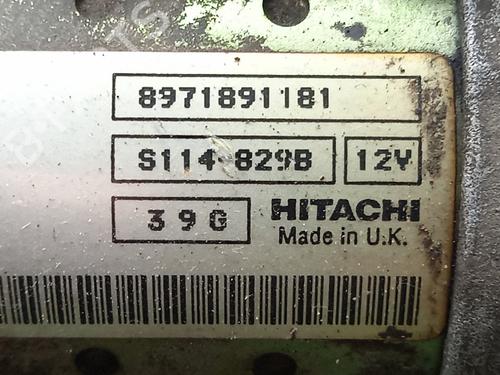 8971891181
S114-829B 12V
39G HITACHI
Made in U.K.